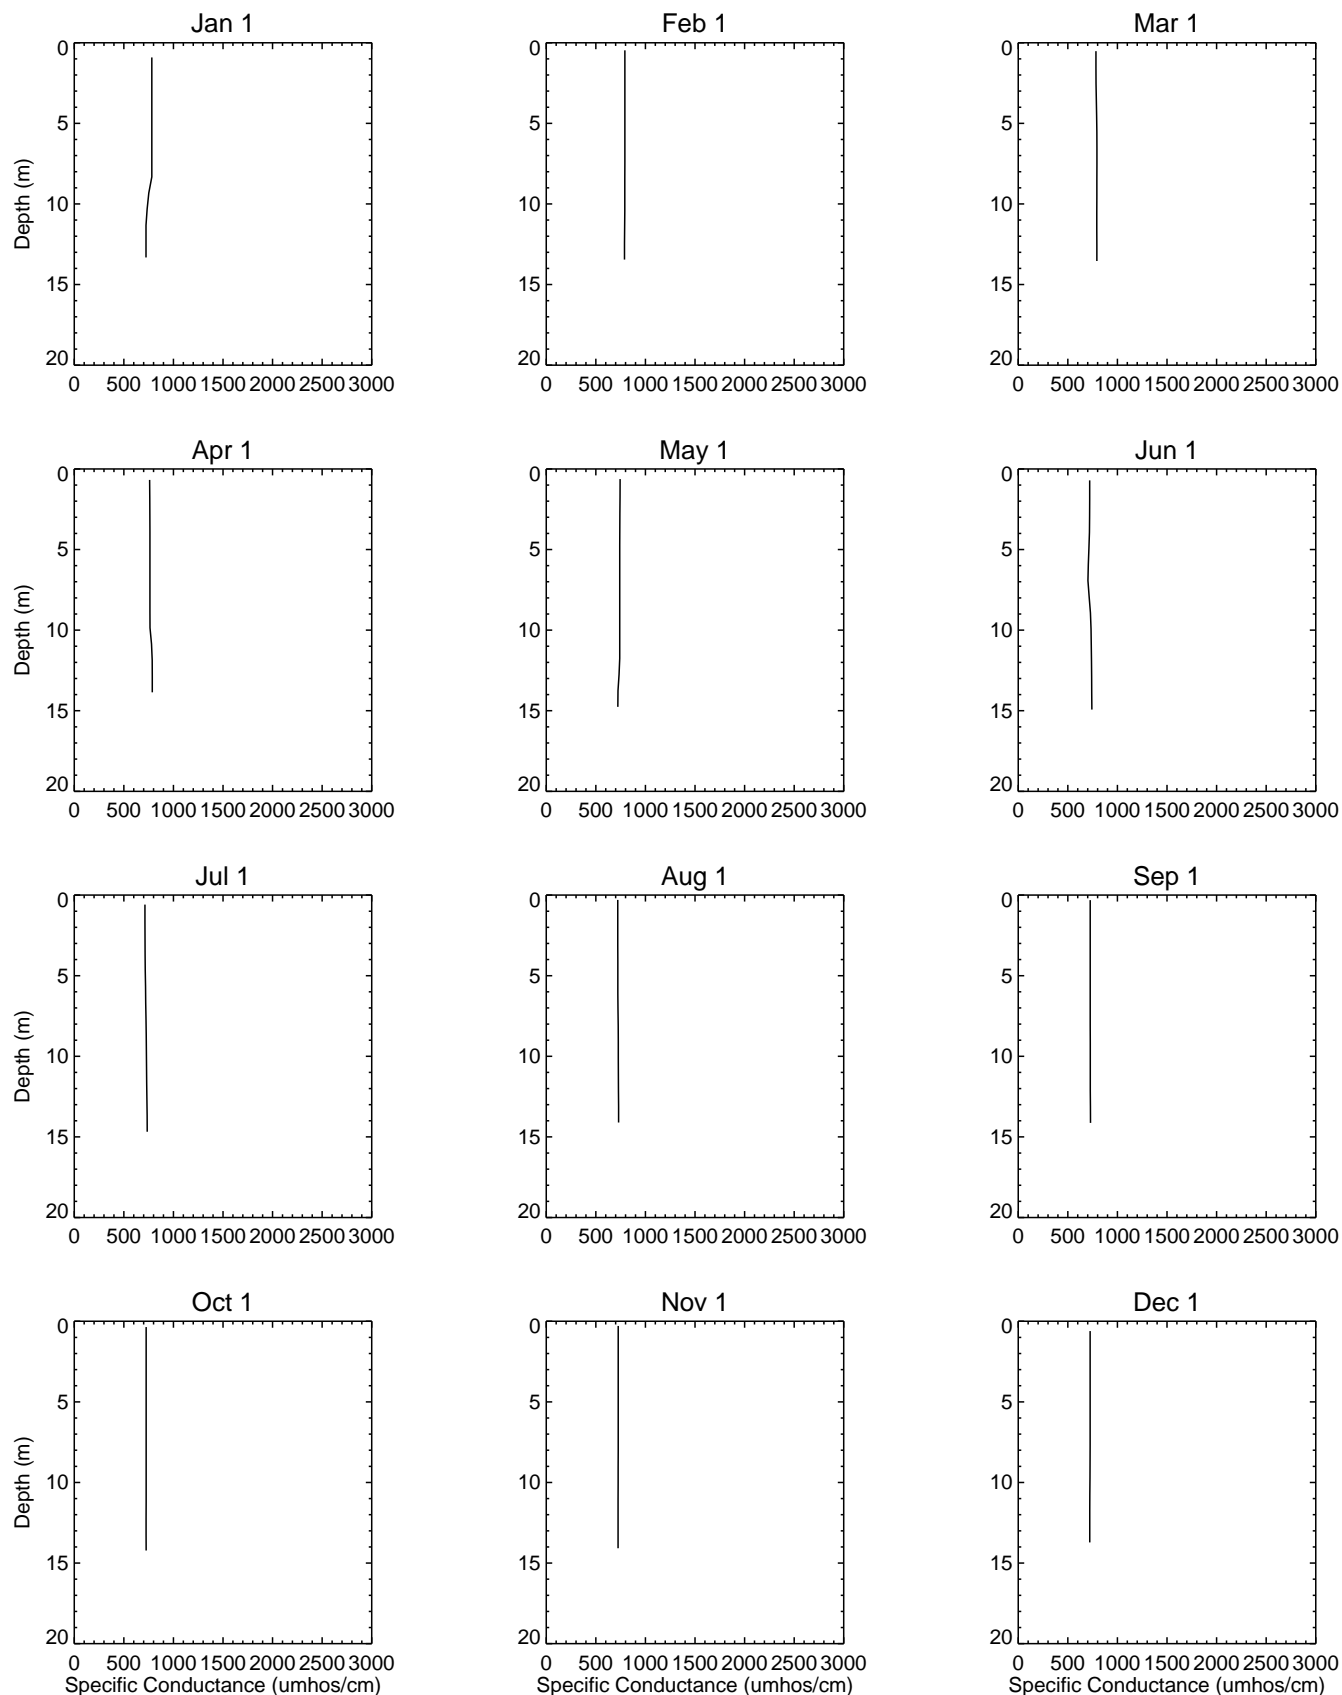 Jan 1 Feb 1 Mar 1
0 0 0
5 5 5
Depth (m)
10 10 10
15 15 15
20 20 20
0 500 1000 1500 2000 2500 3000 0 500 1000 1500 2000 2500 3000 0 500 1000 1500 2000 2500 3000
Apr 1 May 1 Jun 1
0 0 0
5 5 5
Depth (m)
10 10 10
15 15 15
20 20 20
0 500 1000 1500 2000 2500 3000 0 500 1000 1500 2000 2500 3000 0 500 1000 1500 2000 2500 3000
Jul 1 Aug 1 Sep 1
0 0 0
5 5 5
Depth (m)
10 10 10
15 15 15
20 20 20
0 500 1000 1500 2000 2500 3000 0 500 1000 1500 2000 2500 3000 0 500 1000 1500 2000 2500 3000
Oct 1 Nov 1 Dec 1
0 0 0
5 5 5
Depth (m)
10 10 10
15 15 15
20 20 20
0 500 1000 1500 2000 2500 3000 0 500 1000 1500 2000 2500 3000 0 500 1000 1500 2000 2500 3000
Specific Conductance (umhos/cm) Specific Conductance (umhos/cm) Specific Conductance (umhos/cm)